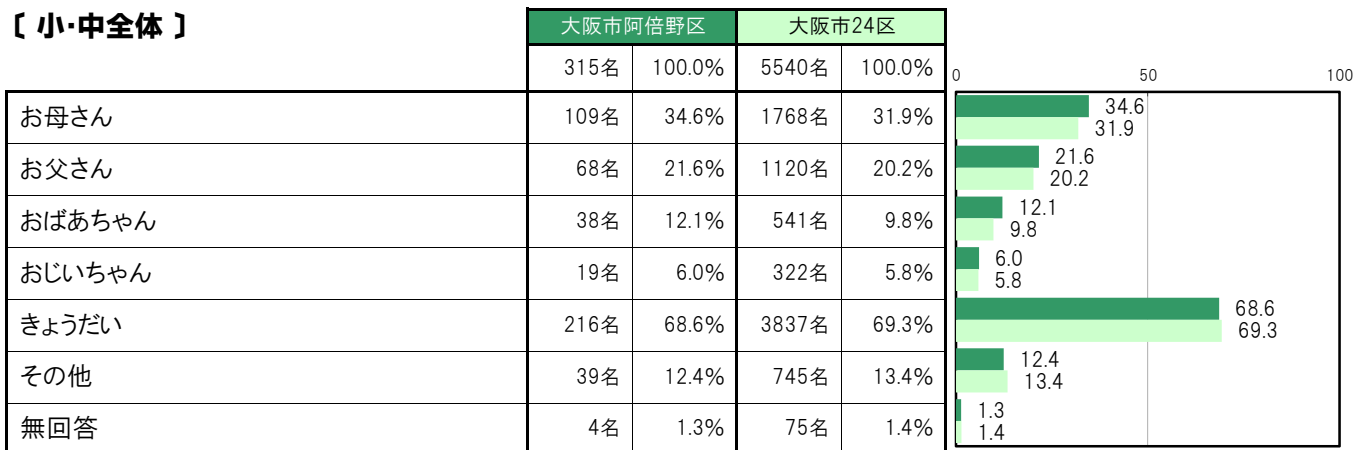 〔 小・中全体 〕
大阪市阿倍野区 大阪市24区
315名 100.0% 5540名 100.0%
0 50 100
お母さん 109名 34.6% 1768名 31.9% 34.6
31.9
お父さん 68名 21.6% 1120名 20.2% 21.6
20.2
おばあちゃん 38名 12.1% 541名 9.8% 12.1
9.8
おじいちゃん 19名 6.0% 322名 5.8% 6.0
5.8
きょうだい 216名 68.6% 3837名 69.3% 68.6
69.3
その他 39名 12.4% 745名 13.4% 12.4
13.4
無回答 4名 1.3% 75名 1.4% 1.3
1.4